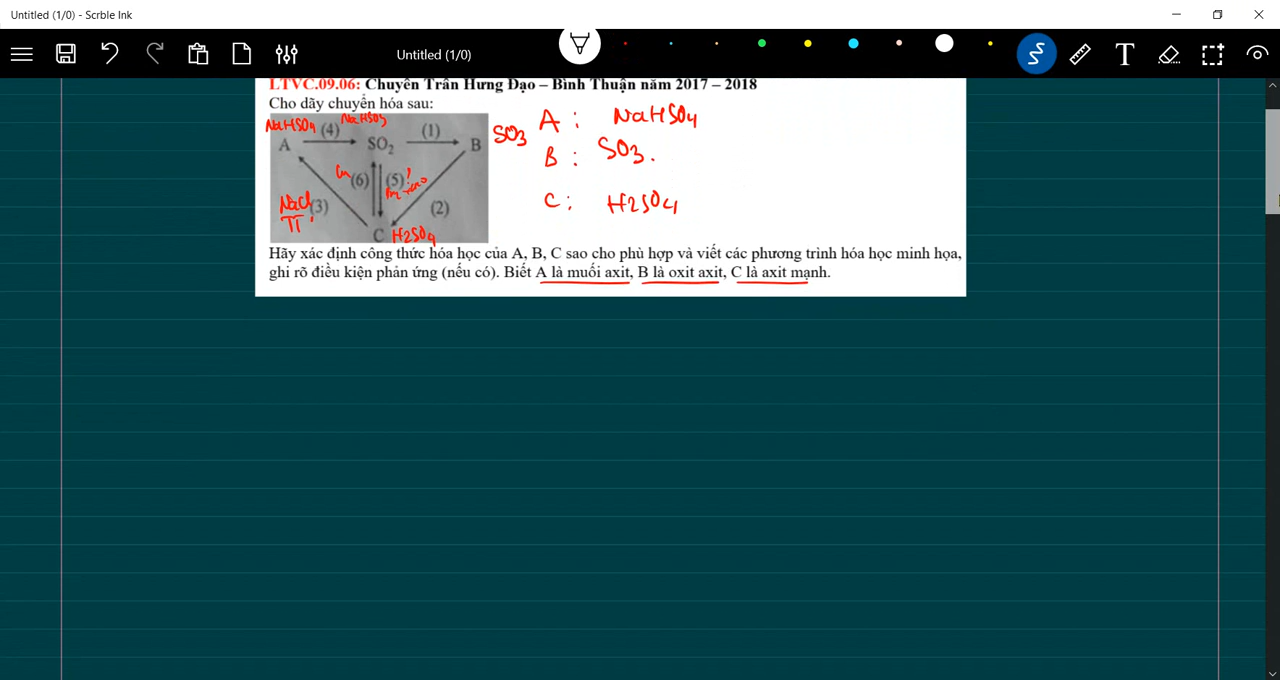 Untitled (1/0) - Scrble Ink
Untitled (1/0)
LTVC.09.06: Chuyên Trần Hưng Đạo – Bình Thuận năm 2017 – 2018
Cho dãy chuyển hóa sau:
NaHSO4 (4) NaHSO3 (1) SO3
A SO2 B
Cu (6) (5)
NaCl (3) (2)
C H2SO4
A : NaHSO4
B : SO3.
C : H2SO4
Hãy xác định công thức hóa học của A, B, C sao cho phù hợp và viết các phương trình hóa học minh họa,
ghi rõ điều kiện phản ứng (nếu có). Biết A là muối axit, B là oxit axit, C là axit mạnh.